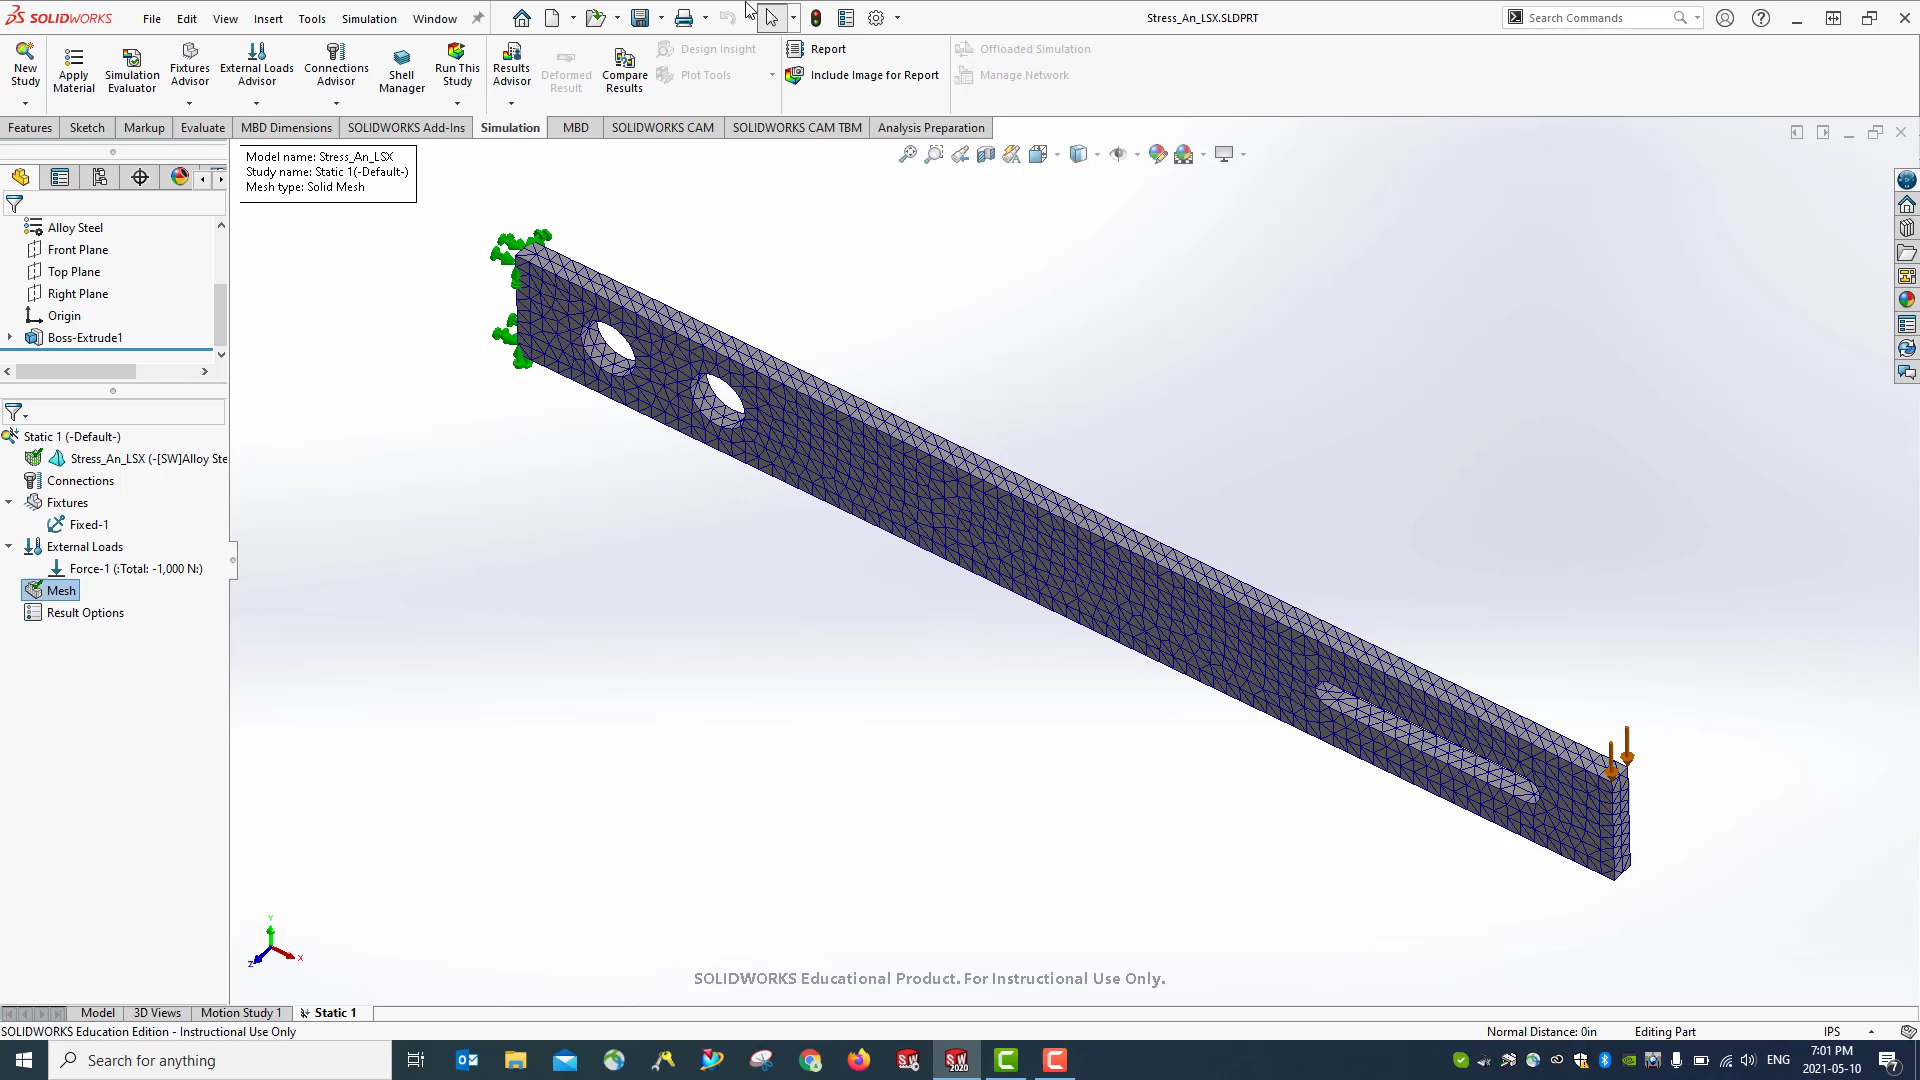 SOLIDWORKS File Edit View Insert Tools Simulation Window
Stress_An_LSX.SLDPRT
Search Commands
New Study
Apply Material
Simulation Evaluator
Fixtures Advisor
External Loads Advisor
Connections Advisor
Shell Manager
Run This Study
Results Advisor
Deformed Result
Compare Results
Design Insight
Plot Tools
Report
Include Image for Report
Offloaded Simulation
Manage Network
Features Sketch Markup Evaluate MBD Dimensions SOLIDWORKS Add-Ins Simulation MBD SOLIDWORKS CAM SOLIDWORKS CAM TBM Analysis Preparation
Model name: Stress_An_LSX
Study name: Static 1(-Default-)
Mesh type: Solid Mesh
Alloy Steel
Front Plane
Top Plane
Right Plane
Origin
Boss-Extrude1
Static 1 (-Default-)
Stress_An_LSX (-[SW]Alloy Ste
Connections
Fixtures
Fixed-1
External Loads
Force-1 (:Total: -1,000 N:)
Mesh
Result Options
Y
X
Z
SOLIDWORKS Educational Product. For Instructional Use Only.
Model 3D Views Motion Study 1 Static 1
SOLIDWORKS Education Edition - Instructional Use Only
Normal Distance: 0in Editing Part IPS
Search for anything
SW 2020
ENG
7:01 PM
2021-05-10
7